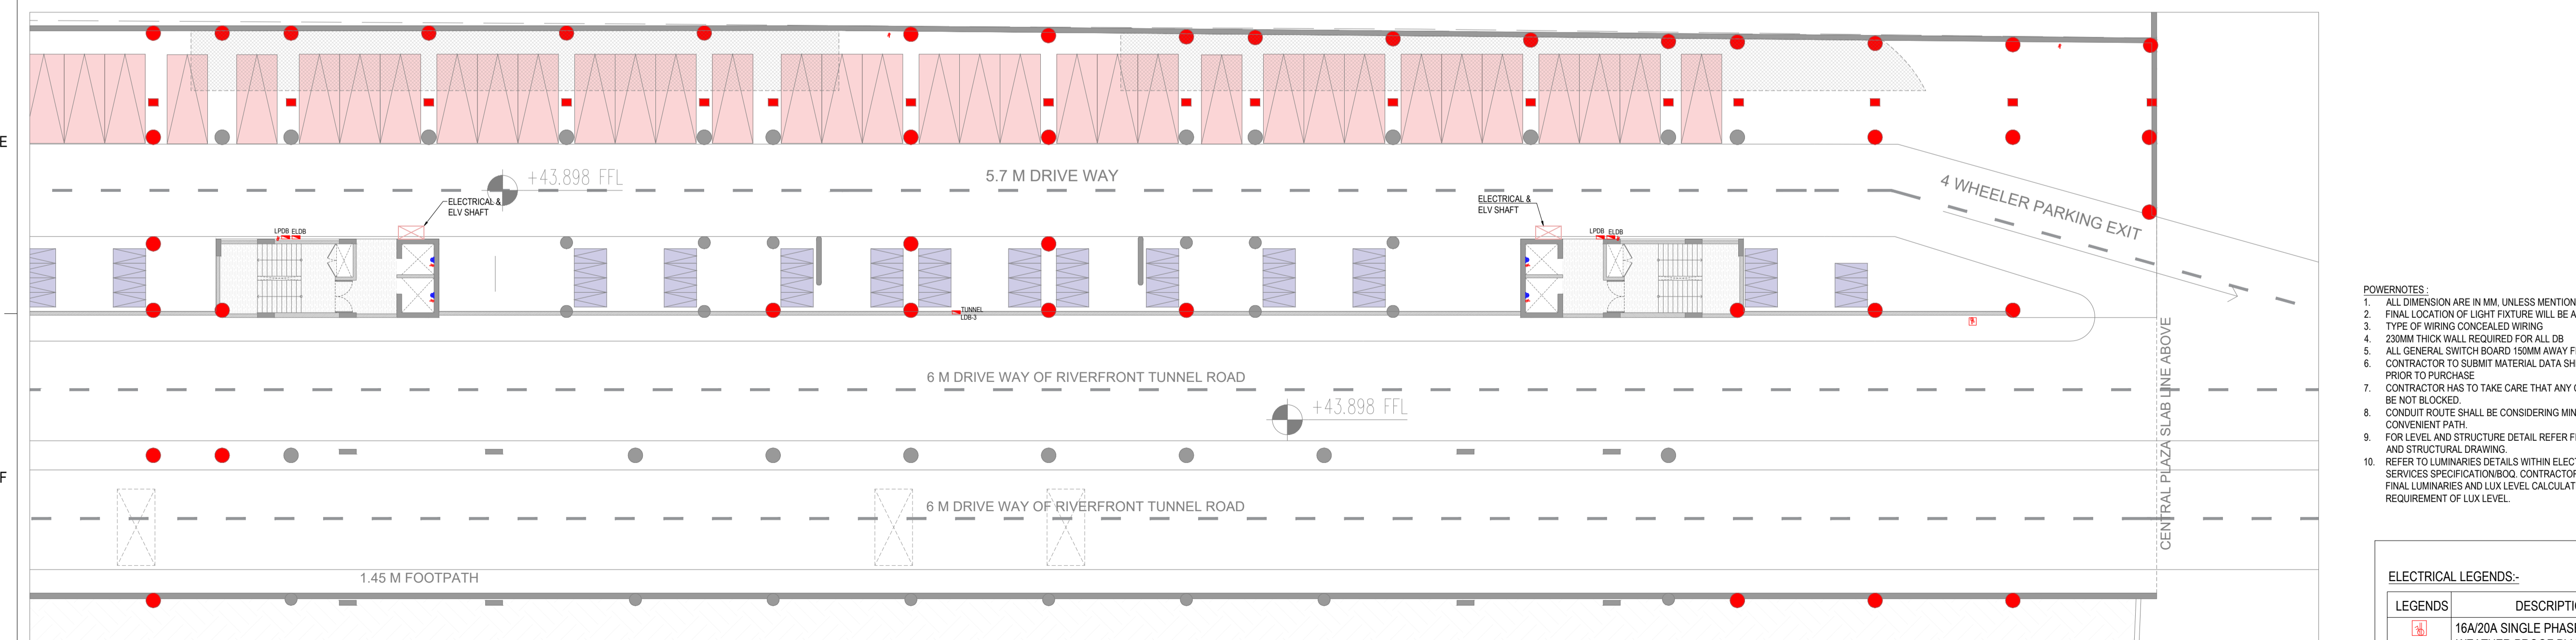 E
+43.898 FFL
5.7 M DRIVE WAY
ELECTRICAL &
ELV SHAFT
ELECTRICAL &
ELV SHAFT
4 WHEELER PARKING EXIT
LPDB ELDB
LPDB ELDB
TUNNEL
LDB-3
6 M DRIVE WAY OF RIVERFRONT TUNNEL ROAD
+43.898 FFL
F
6 M DRIVE WAY OF RIVERFRONT TUNNEL ROAD
1.45 M FOOTPATH
CENTRAL PLAZA SLAB LINE ABOVE
POWERNOTES :
1. ALL DIMENSION ARE IN MM, UNLESS MENTION
2. FINAL LOCATION OF LIGHT FIXTURE WILL BE A
3. TYPE OF WIRING CONCEALED WIRING
4. 230MM THICK WALL REQUIRED FOR ALL DB
5. ALL GENERAL SWITCH BOARD 150MM AWAY F
6. CONTRACTOR TO SUBMIT MATERIAL DATA SH
PRIOR TO PURCHASE
7. CONTRACTOR HAS TO TAKE CARE THAT ANY
BE NOT BLOCKED.
8. CONDUIT ROUTE SHALL BE CONSIDERING MIN
CONVENIENT PATH.
9. FOR LEVEL AND STRUCTURE DETAIL REFER F
AND STRUCTURAL DRAWING.
10. REFER TO LUMINARIES DETAILS WITHIN ELEC
SERVICES SPECIFICATION/BOQ. CONTRACTOR
FINAL LUMINARIES AND LUX LEVEL CALCULAT
REQUIREMENT OF LUX LEVEL.
ELECTRICAL LEGENDS:-
LEGENDS DESCRIPTI
16A/20A SINGLE PHAS